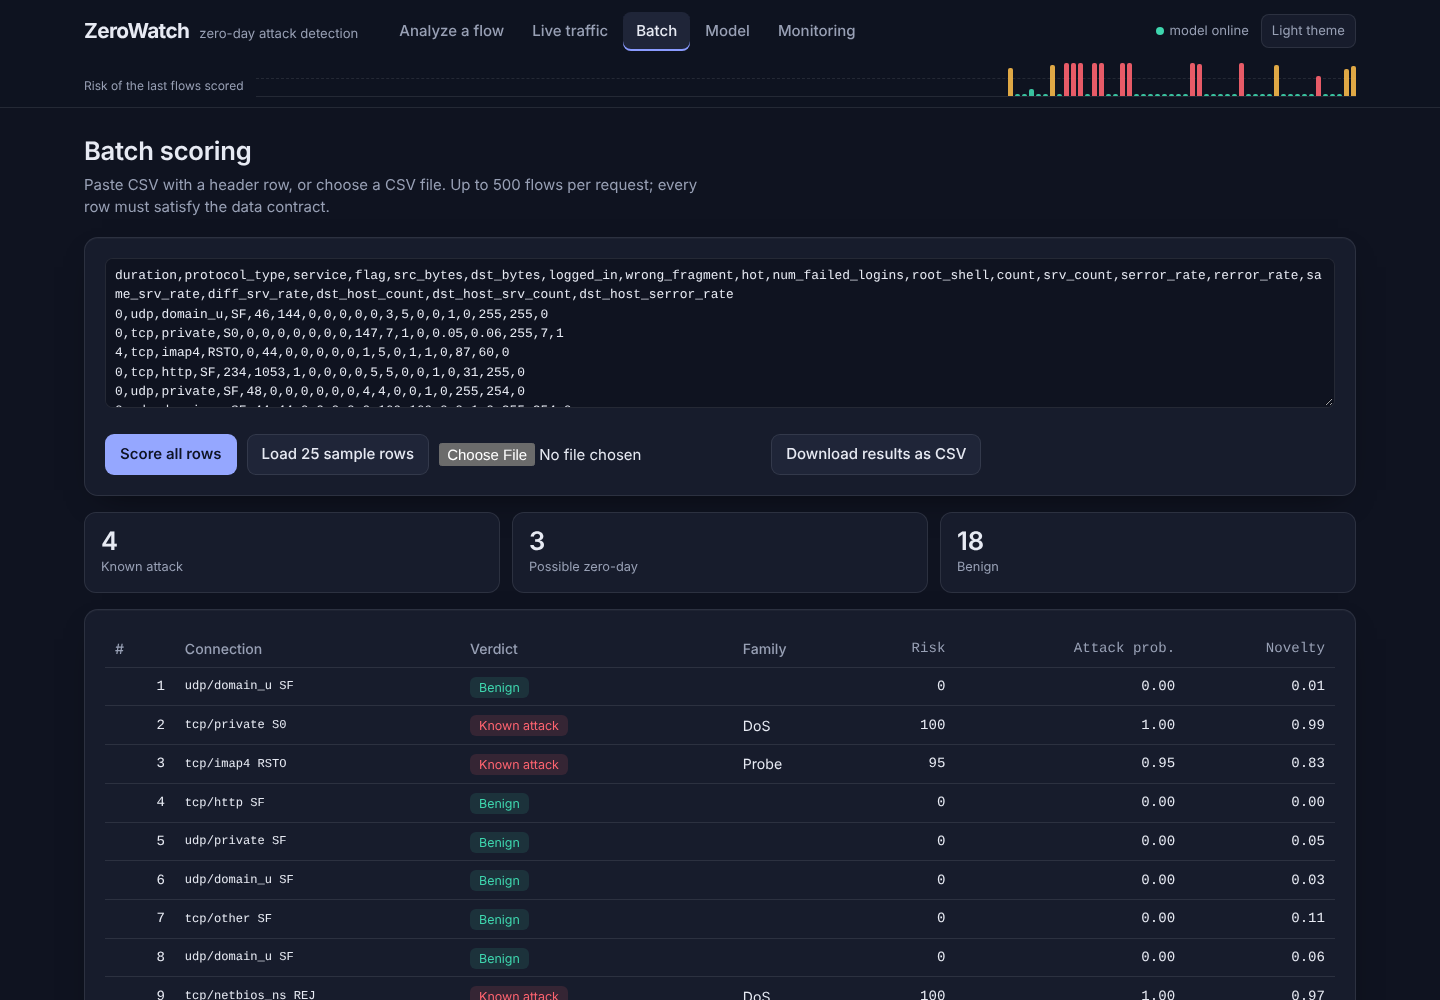 ZeroWatch zero-day attack detection Analyze a flow Live traffic Batch Model Monitoring model online Light theme
Risk of the last flows scored
Batch scoring
Paste CSV with a header row, or choose a CSV file. Up to 500 flows per request; every
row must satisfy the data contract.
duration,protocol_type,service,flag,src_bytes,dst_bytes,logged_in,wrong_fragment,hot,num_failed_logins,root_shell,count,srv_count,serror_rate,rerror_rate,sa
me_srv_rate,diff_srv_rate,dst_host_count,dst_host_srv_count,dst_host_serror_rate
0,udp,domain_u,SF,46,144,0,0,0,0,0,3,5,0,0,1,0,255,255,0
0,tcp,private,S0,0,0,0,0,0,0,0,147,7,1,0,0.05,0.06,255,7,1
4,tcp,imap4,RSTO,0,44,0,0,0,0,0,1,5,0,1,1,0,87,60,0
0,tcp,http,SF,234,1053,1,0,0,0,0,5,5,0,0,1,0,31,255,0
0,udp,private,SF,48,0,0,0,0,0,0,4,4,0,0,1,0,255,254,0
Score all rows Load 25 sample rows Choose File No file chosen Download results as CSV
4 3 18
Known attack Possible zero-day Benign
# Connection Verdict Family Risk Attack prob. Novelty
1 udp/domain_u SF Benign 0 0.00 0.01
2 tcp/private S0 Known attack DoS 100 1.00 0.99
3 tcp/imap4 RSTO Known attack Probe 95 0.95 0.83
4 tcp/http SF Benign 0 0.00 0.00
5 udp/private SF Benign 0 0.00 0.05
6 udp/domain_u SF Benign 0 0.00 0.03
7 tcp/other SF Benign 0 0.00 0.11
8 udp/domain_u SF Benign 0 0.00 0.06
9 tcp/netbios_ns REJ Known attack DoS 100 1.00 0.97